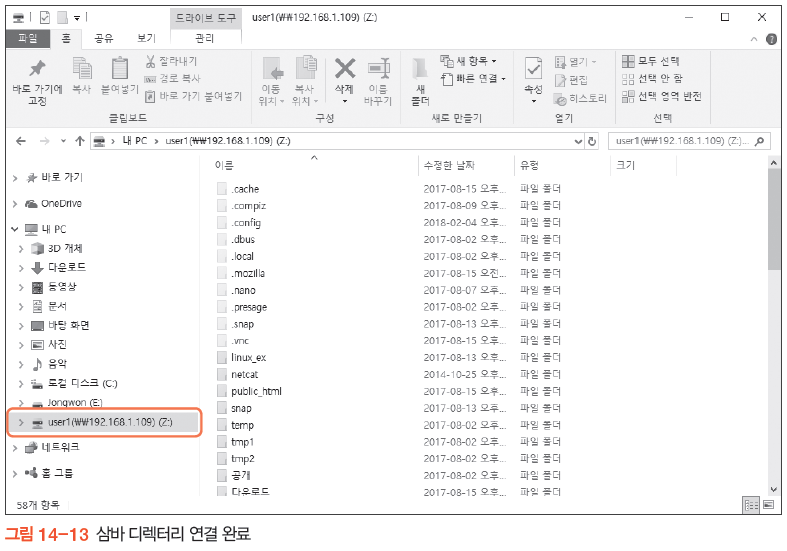 드라이브 도구
user1(₩₩192.168.1.109) (Z:)
파일
홈
공유
보기
관리
바로 가기에
고정
복사
붙여넣기
잘라내기
경로 복사
바로 가기 붙여넣기
클립보드
이동
위치
복사
위치
삭제
이름
바꾸기
구성
새
폴더
새 항목
빠른 연결
새로 만들기
속성
열기
편집
히스토리
열기
모두 선택
선택 안 함
선택 영역 반전
선택
내 PC > user1(₩₩192.168.1.109) (Z:)
user1(₩₩192.168.1.109) (Z:)...
이름 수정한 날짜 유형 크기
바로 가기
OneDrive
내 PC
3D 개체
다운로드
동영상
문서
바탕 화면
사진
음악
로컬 디스크 (C:)
Jongwon (E:)
user1(₩₩192.168.1.109) (Z:)
네트워크
홈 그룹
.cache 2017-08-15 오후... 파일 폴더
.compiz 2017-08-09 오후... 파일 폴더
.config 2018-02-04 오후... 파일 폴더
.dbus 2017-08-02 오후... 파일 폴더
.local 2017-08-02 오후... 파일 폴더
.mozilla 2017-08-15 오전... 파일 폴더
.nano 2017-08-07 오후... 파일 폴더
.presage 2017-08-02 오후... 파일 폴더
.snap 2017-08-13 오후... 파일 폴더
.vnc 2017-08-15 오후... 파일 폴더
linux_ex 2017-08-13 오후... 파일 폴더
netcat 2014-10-25 오후... 파일 폴더
public_html 2017-08-15 오후... 파일 폴더
snap 2017-08-13 오후... 파일 폴더
temp 2017-08-02 오후... 파일 폴더
tmp1 2017-08-02 오후... 파일 폴더
tmp2 2017-08-02 오후... 파일 폴더
공개 2017-08-02 오후... 파일 폴더
다운로드 2017-08-15 오후... 파일 폴더
58개 항목
그림 14-13 삼바 디렉터리 연결 완료